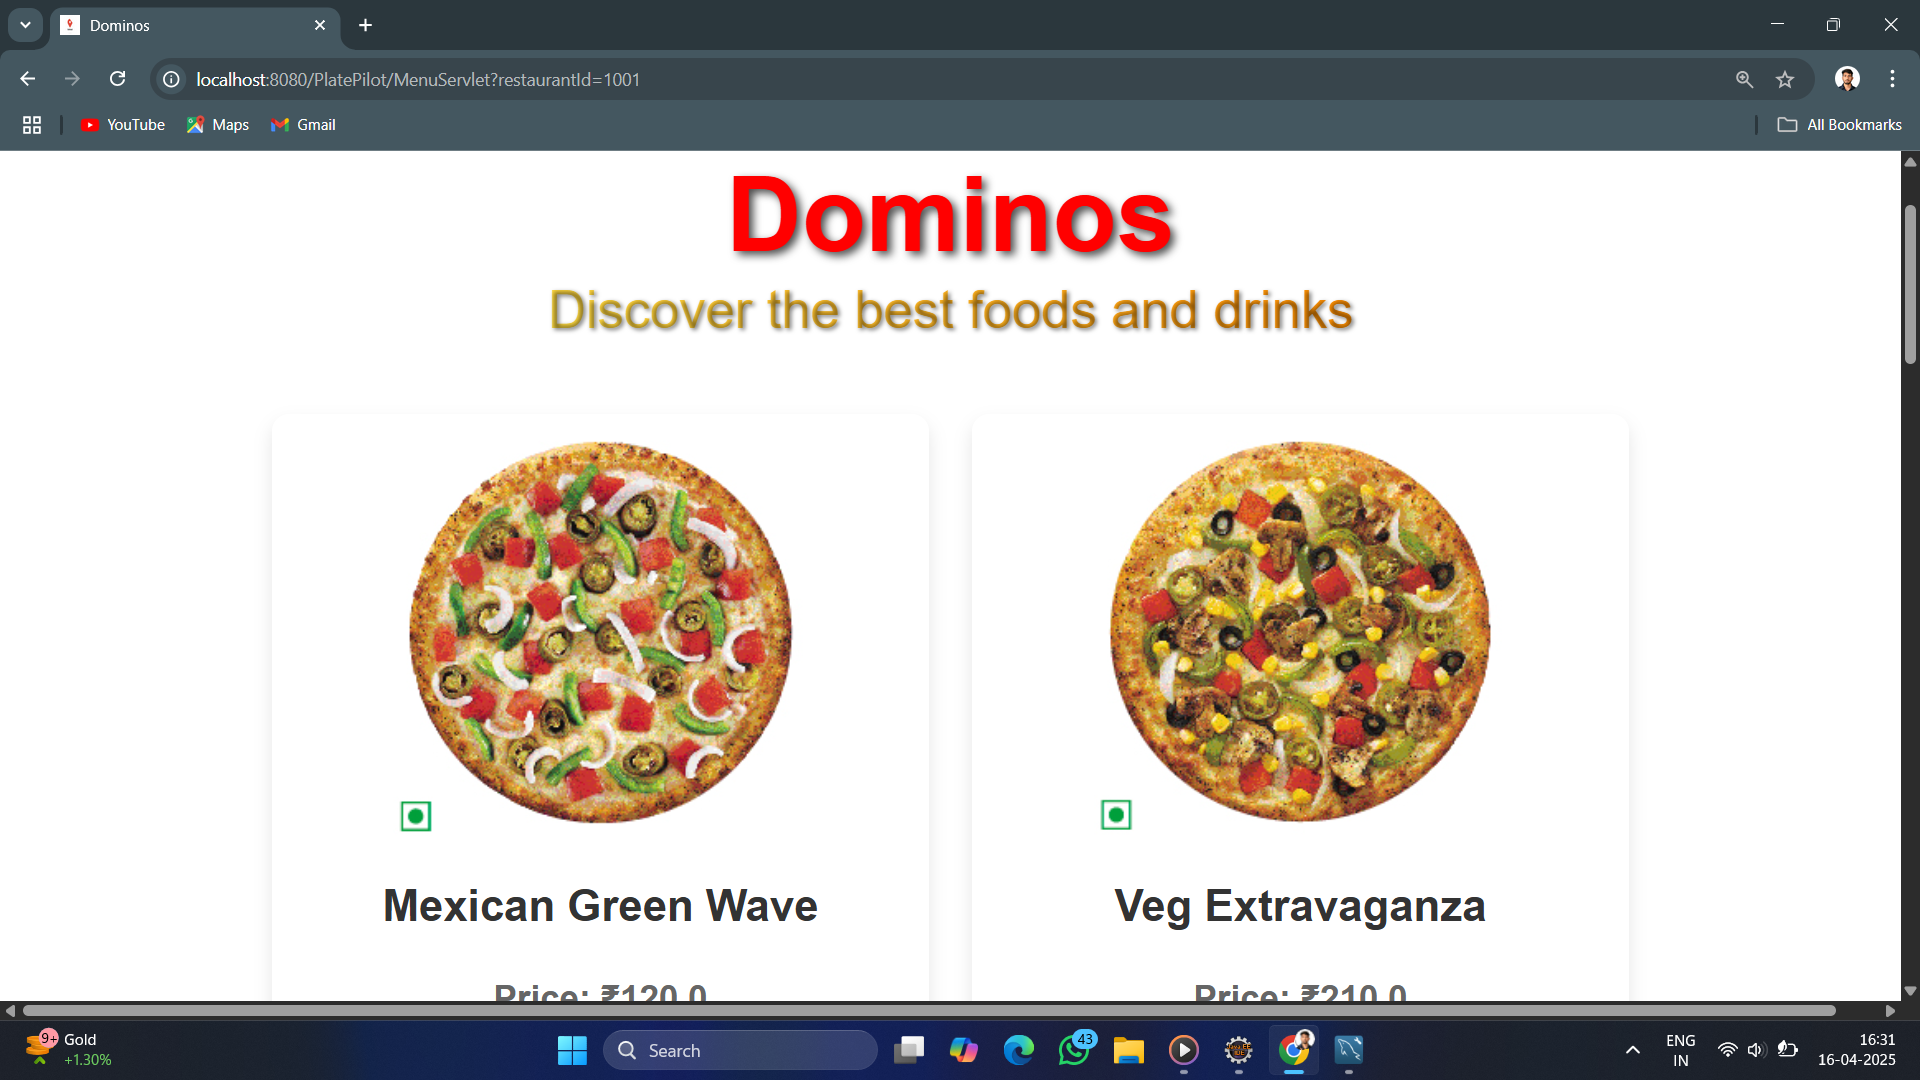 Dominos
localhost:8080/PlatePilot/MenuServlet?restaurantId=1001
YouTube Maps Gmail All Bookmarks
Dominos
Discover the best foods and drinks
Mexican Green Wave
Price: ₹120.0
Veg Extravaganza
Price: ₹210.0
9+ Gold
+1.30%
Search
43
ENG
IN
16:31
16-04-2025